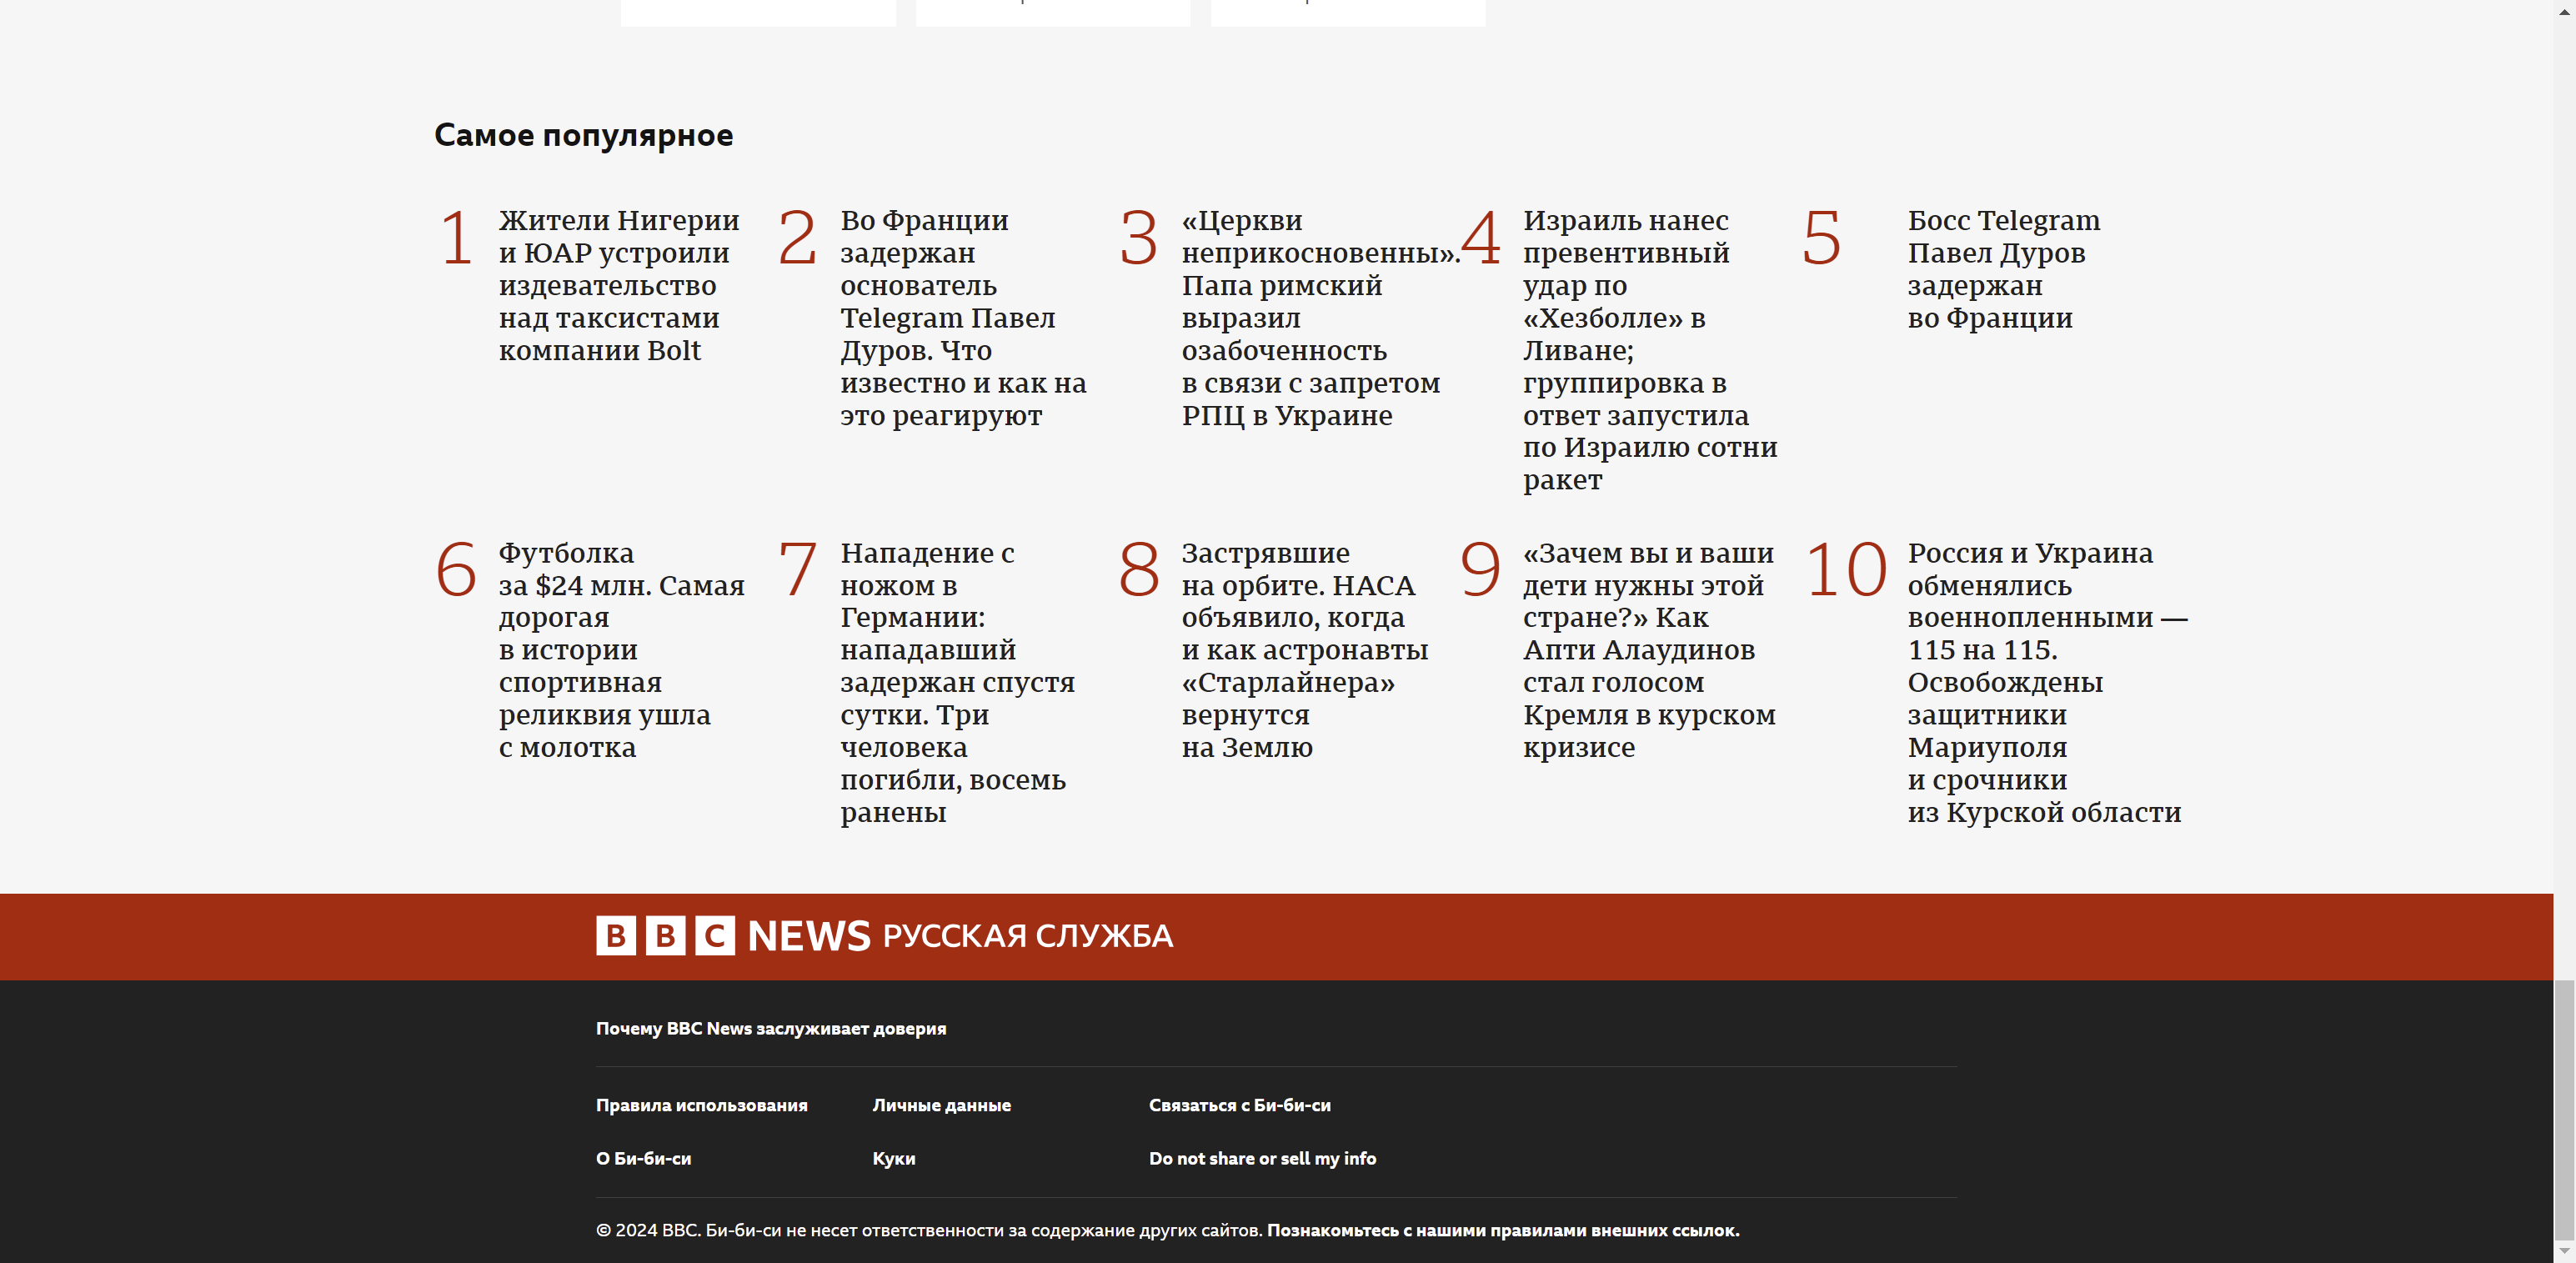 Самое популярное
1
Жители Нигерии
и ЮАР устроили
издевательство
над таксистами
компании Bolt
2
Во Франции
задержан
основатель
Telegram Павел
Дуров. Что
известно и как на
это реагируют
3
«Церкви
неприкосновенны».
Папа римский
выразил
озабоченность
в связи с запретом
РПЦ в Украине
4
Израиль нанес
превентивный
удар по
«Хезболле» в
Ливане;
группировка в
ответ запустила
по Израилю сотни
ракет
5
Босс Telegram
Павел Дуров
задержан
во Франции
6
Футболка
за $24 млн. Самая
дорогая
в истории
спортивная
реликвия ушла
с молотка
7
Нападение с
ножом в
Германии:
нападавший
задержан спустя
сутки. Три
человека
погибли, восемь
ранены
8
Застрявшие
на орбите. НАСА
объявило, когда
и как астронавты
«Старлайнера»
вернутся
на Землю
9
«Зачем вы и ваши
дети нужны этой
стране?» Как
Апти Алаудинов
стал голосом
Кремля в курском
кризисе
10
Россия и Украина
обменялись
военнопленными —
115 на 115.
Освобождены
защитники
Мариуполя
и срочники
из Курской области
BBC NEWS РУССКАЯ СЛУЖБА
Почему BBC News заслуживает доверия
Правила использования
Личные данные
Связаться с Би-би-си
О Би-би-си
Куки
Do not share or sell my info
© 2024 BBC. Би-би-си не несет ответственности за содержание других сайтов. Познакомьтесь с нашими правилами внешних ссылок.